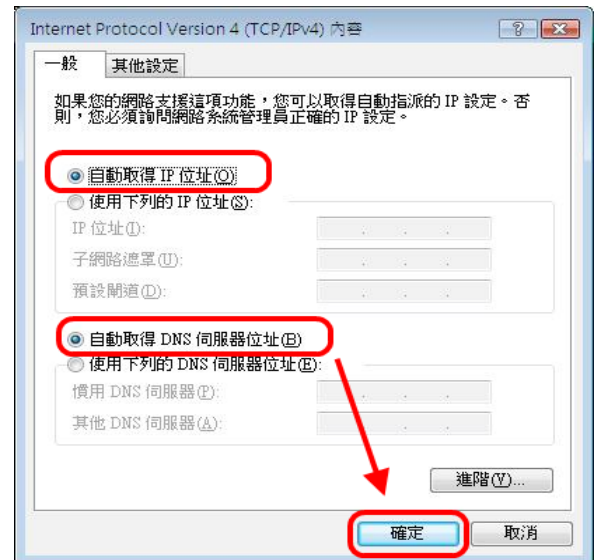 Internet Protocol Version 4 (TCP/IPv4) 內容
一般
其他設定
如果您的網路支援這項功能，您可以取得自動指派的 IP 設定。否
則，您必須詢問網路系統管理員正確的 IP 設定。
自動取得 IP 位址(O)
使用下列的 IP 位址(S):
IP 位址(I):
子網路遮罩(U):
預設閘道(D):
自動取得 DNS 伺服器位址(B)
使用下列的 DNS 伺服器位址(E):
慣用 DNS 伺服器(P):
其他 DNS 伺服器(A):
進階(V)...
確定
取消